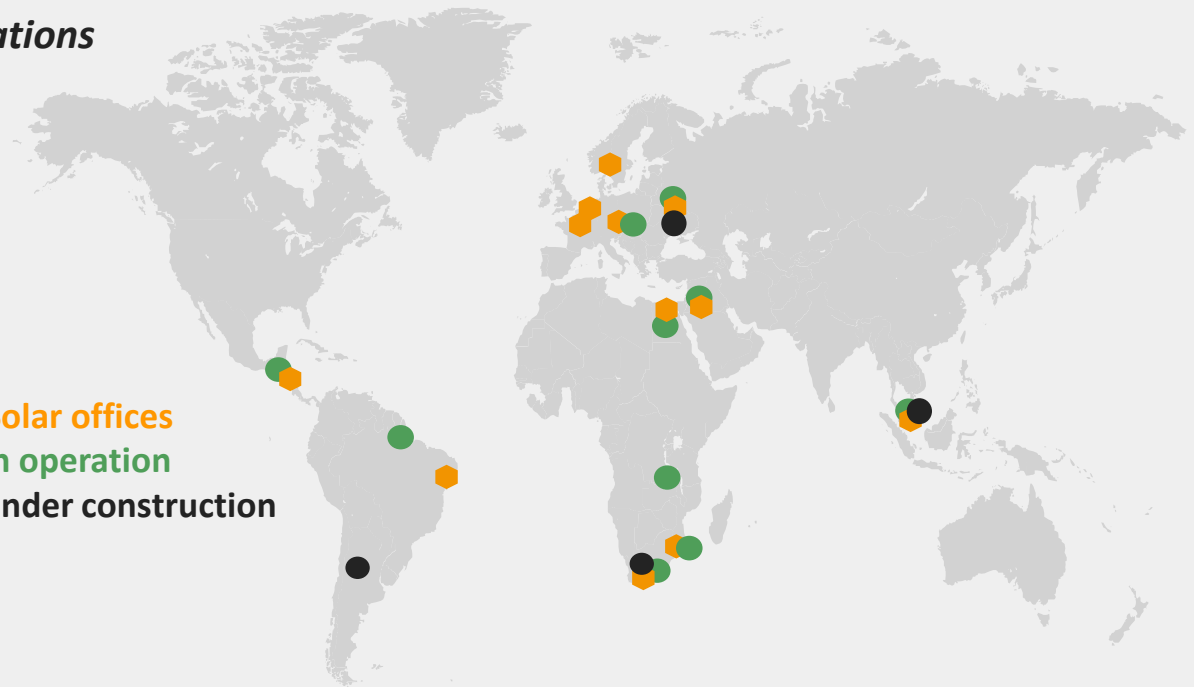 ations
olar offices
n operation
nder construction